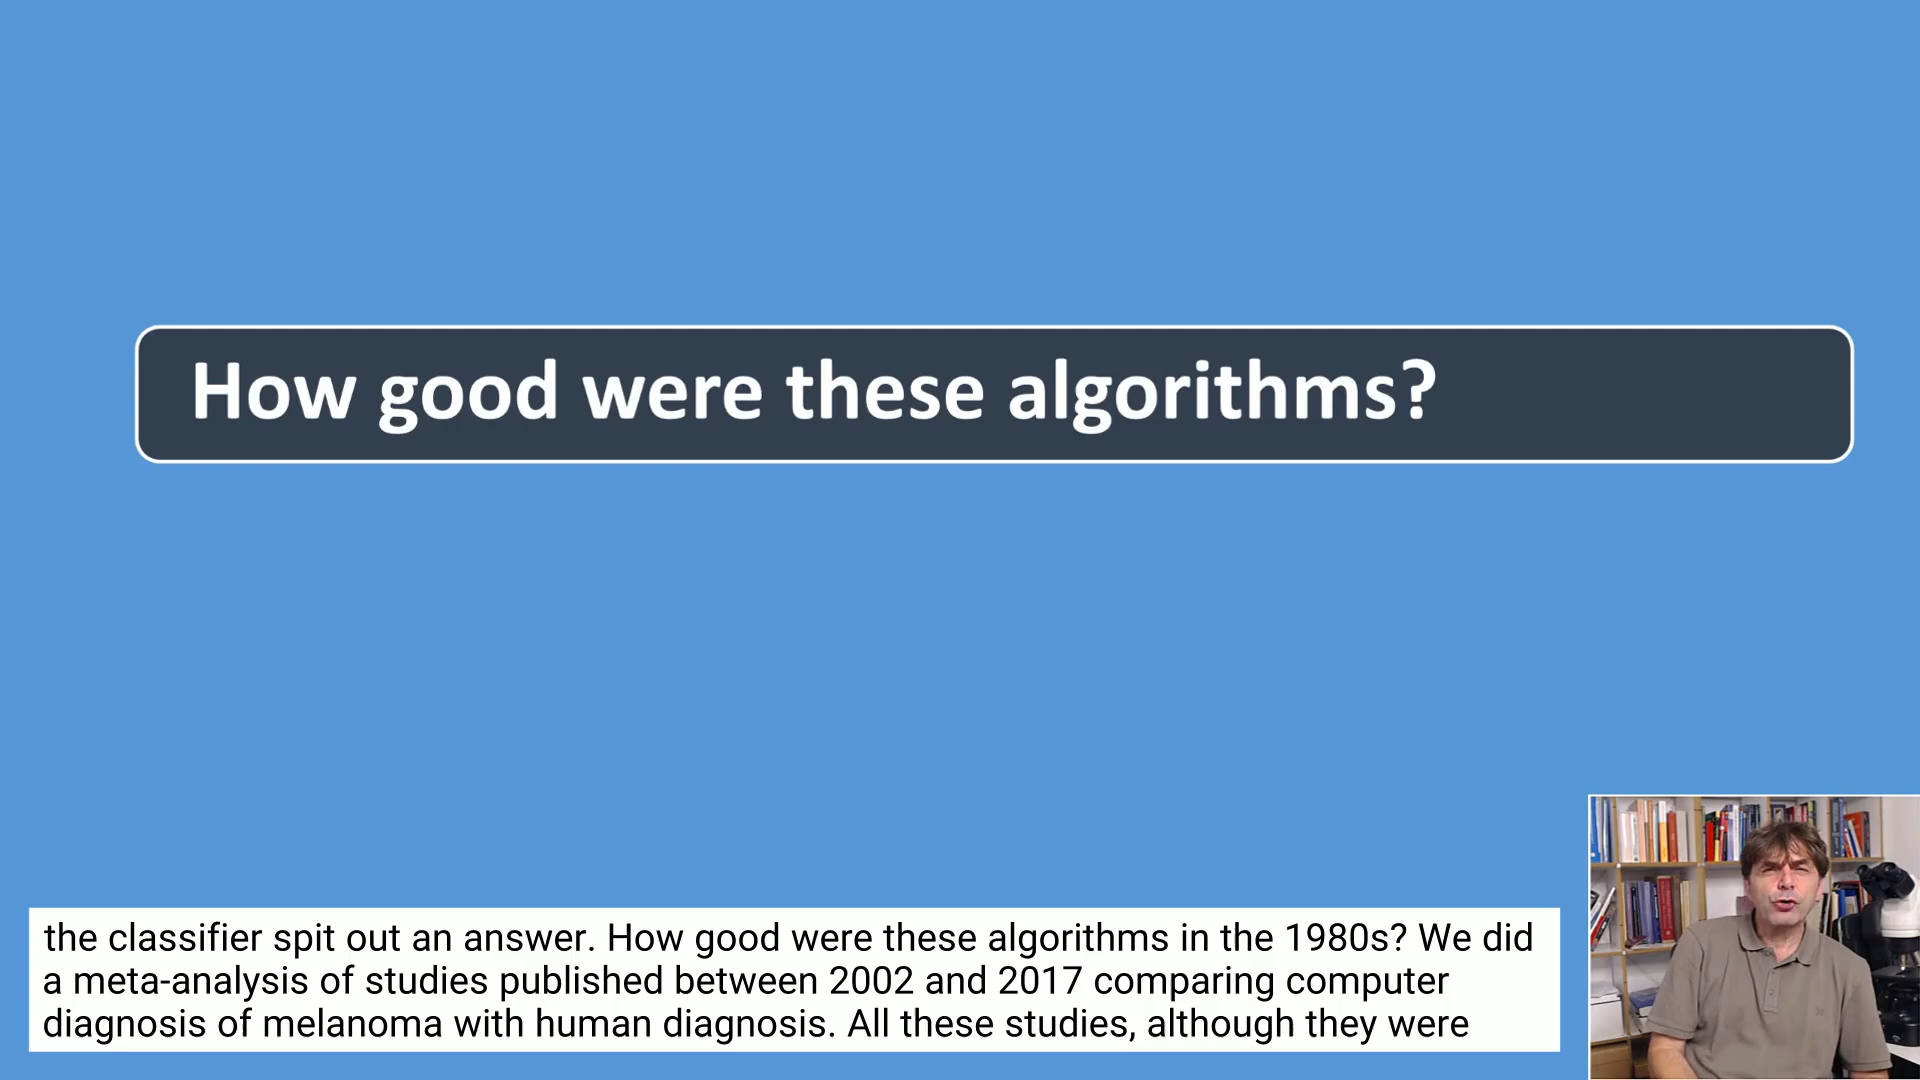 How good were these algorithms?
the classifier spit out an answer. How good were these algorithms in the 1980s? We did
a meta-analysis of studies published between 2002 and 2017 comparing computer
diagnosis of melanoma with human diagnosis. All these studies, although they were